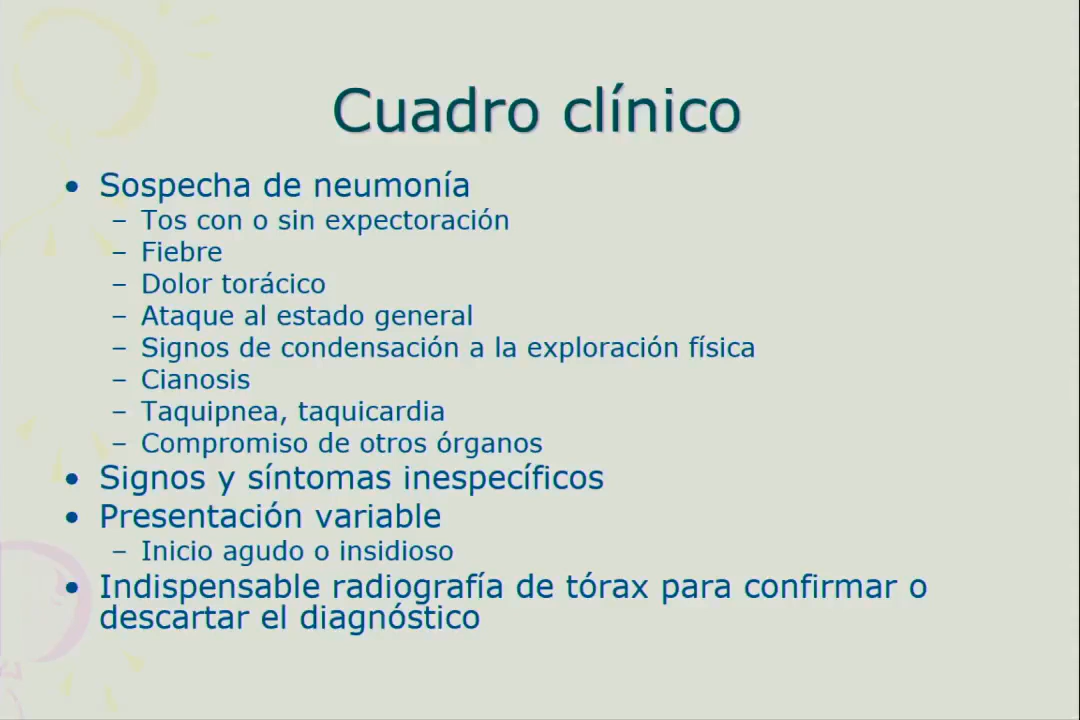 Cuadro clínico
• Sospecha de neumonía
– Tos con o sin expectoración
– Fiebre
– Dolor torácico
– Ataque al estado general
– Signos de condensación a la exploración física
– Cianosis
– Taquipnea, taquicardia
– Compromiso de otros órganos
• Signos y síntomas inespecíficos
• Presentación variable
– Inicio agudo o insidioso
• Indispensable radiografía de tórax para confirmar o
descartar el diagnóstico